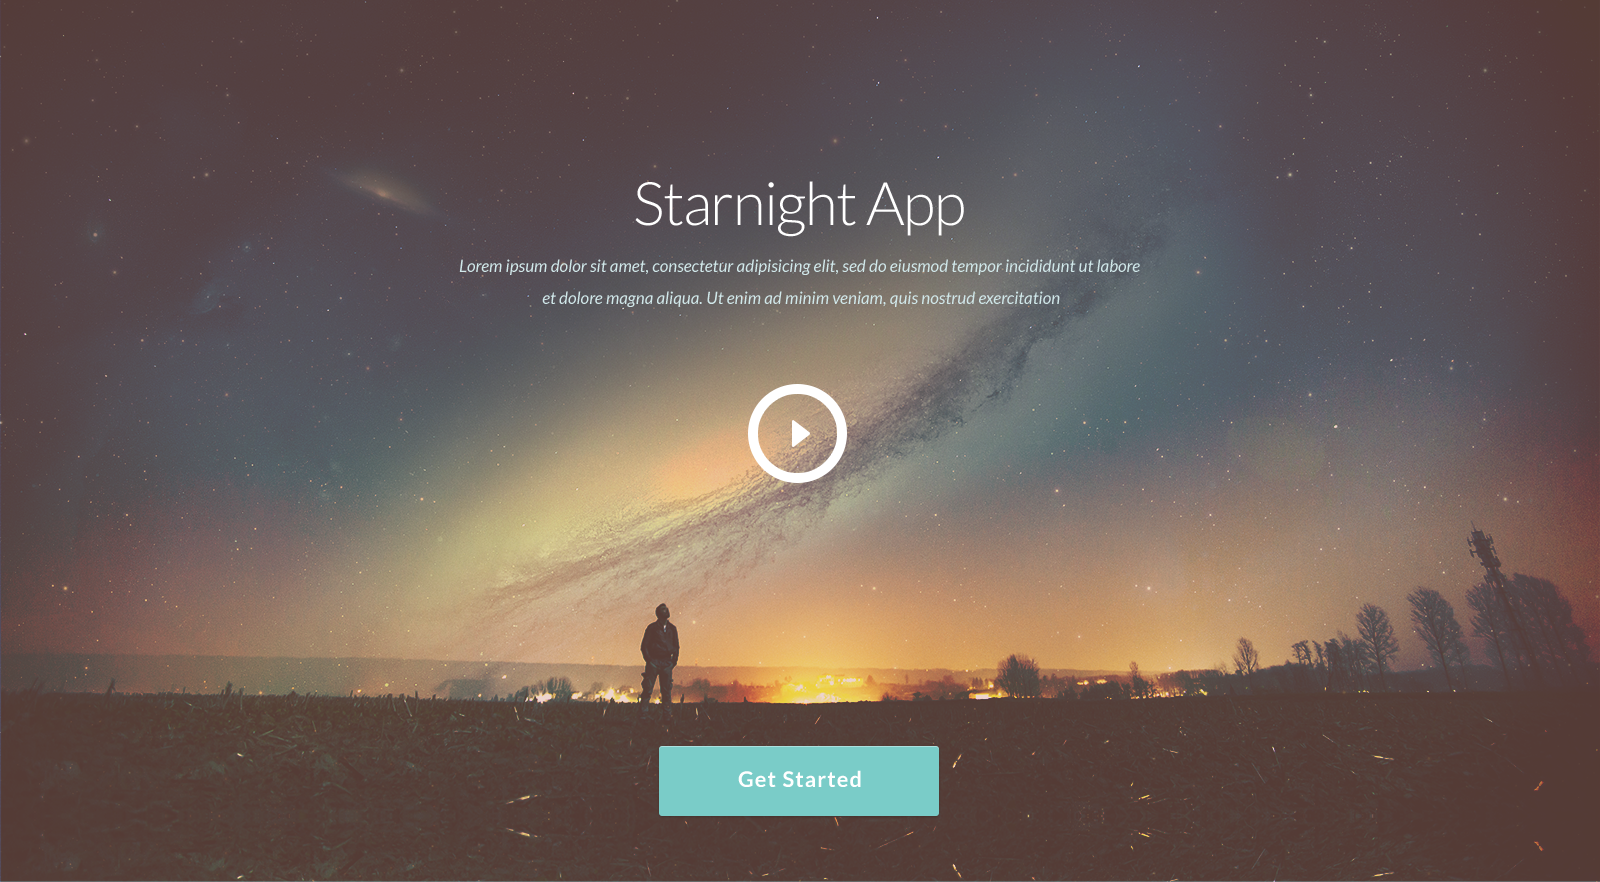 Starnight App
Lorem ipsum dolor sit amet, consectetur adipisicing elit, sed do eiusmod tempor incididunt ut labore
et dolore magna aliqua. Ut enim ad minim veniam, quis nostrud exercitation
Get Started